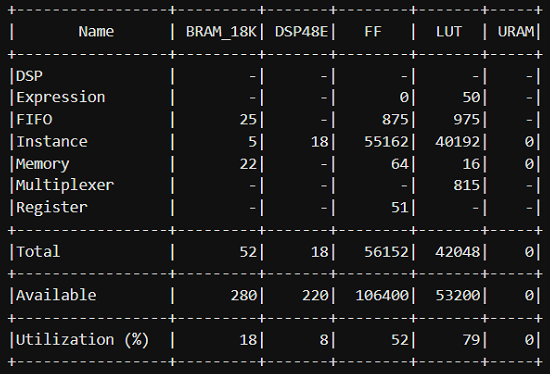 +-----------------+---------+-------+--------+-------+-----+
|       Name      | BRAM_18K| DSP48E|   FF   |  LUT  | URAM|
+-----------------+---------+-------+--------+-------+-----+
|DSP              |        -|      -|       -|      -|    -|
|Expression       |        -|      -|       0|     50|    -|
|FIFO             |       25|      -|     875|    975|    -|
|Instance         |        5|     18|   55162|  40192|    0|
|Memory           |       22|      -|      64|     16|    0|
|Multiplexer      |        -|      -|       -|    815|    -|
|Register         |        -|      -|      51|      -|    -|
+-----------------+---------+-------+--------+-------+-----+
|Total            |       52|     18|   56152|  42048|    0|
+-----------------+---------+-------+--------+-------+-----+
|Available        |      280|    220|  106400|  53200|    0|
+-----------------+---------+-------+--------+-------+-----+
|Utilization (%)  |       18|      8|      52|     79|    0|
+-----------------+---------+-------+--------+-------+-----+